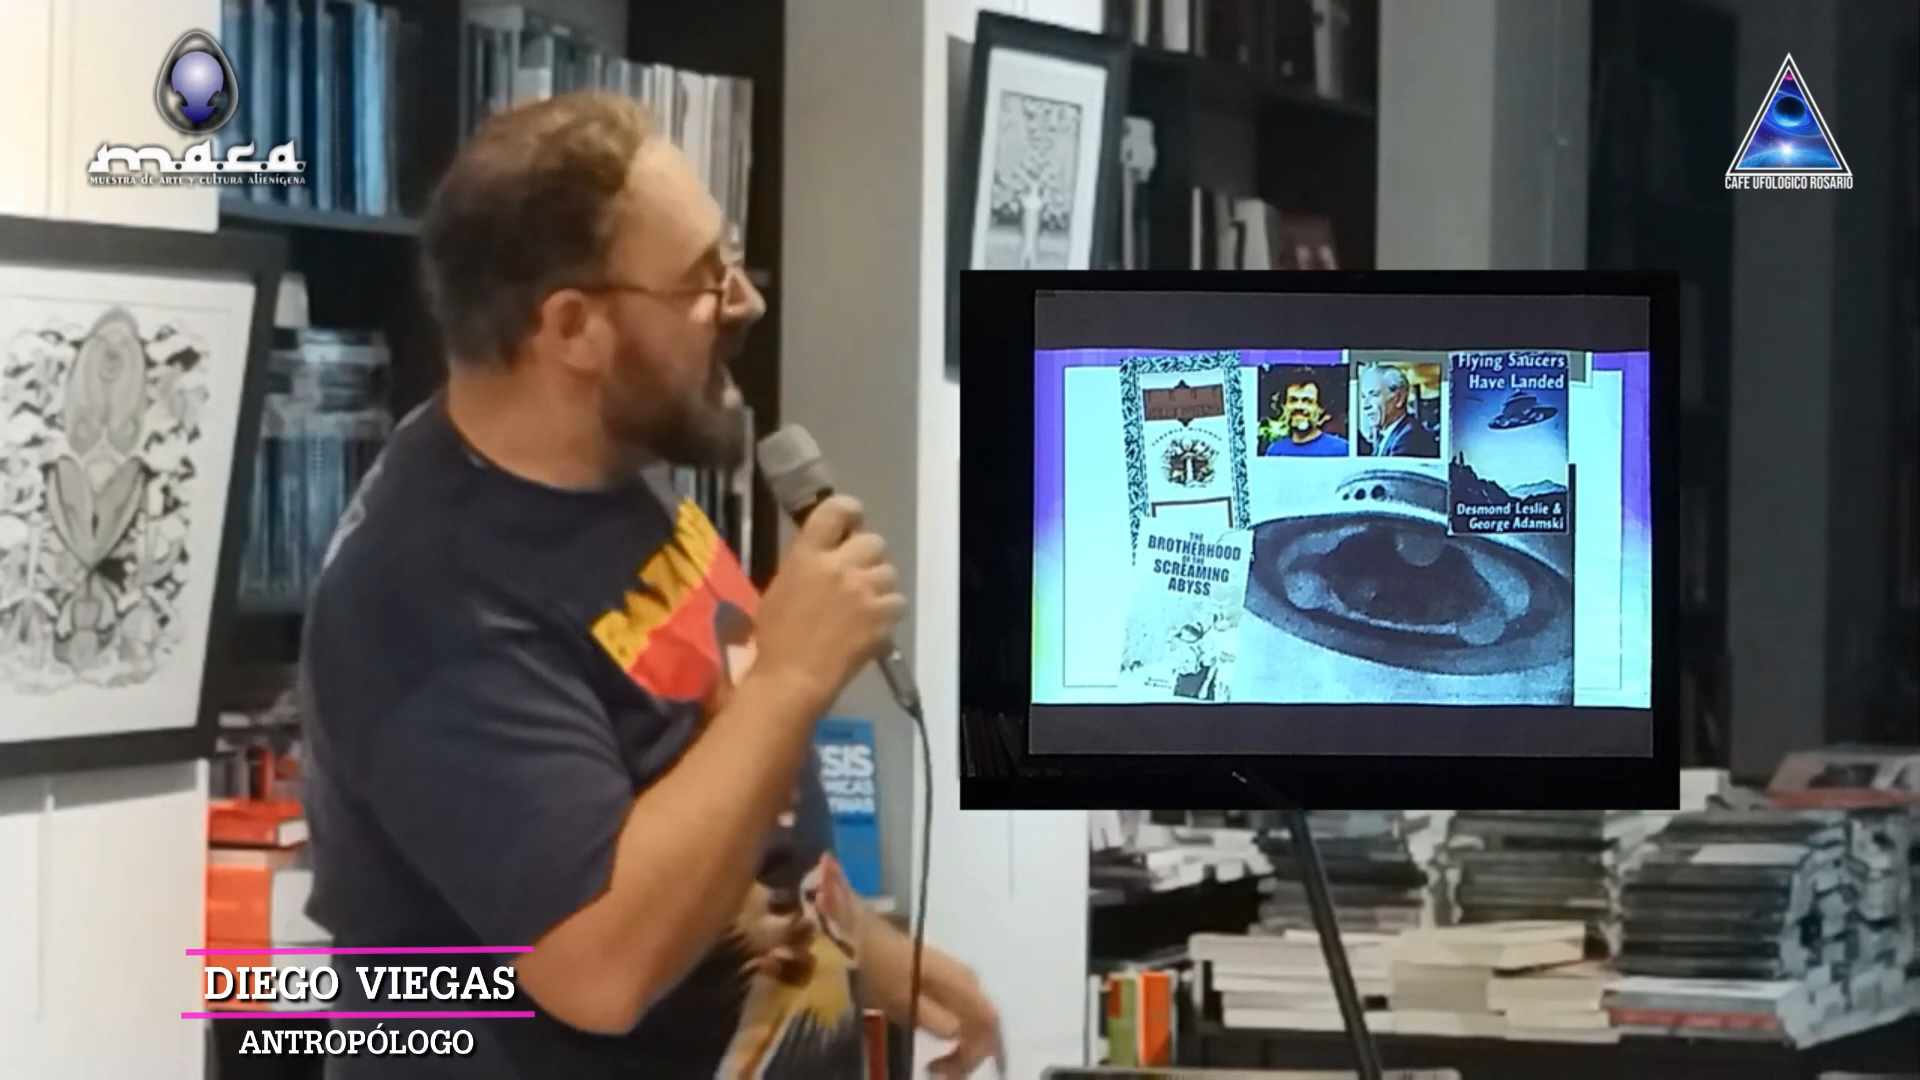 m.a.c.a
MUESTRA de ARTE y CULTURA ALIENÍGENA
CAFE UFOLOGICO ROSARIO
Flying Saucers
Have Landed
Desmond Leslie &
George Adamski
THE
BROTHERHOOD
OF THE
SCREAMING
ABYSS
SIS
DIEGO VIEGAS
ANTROPÓLOGO